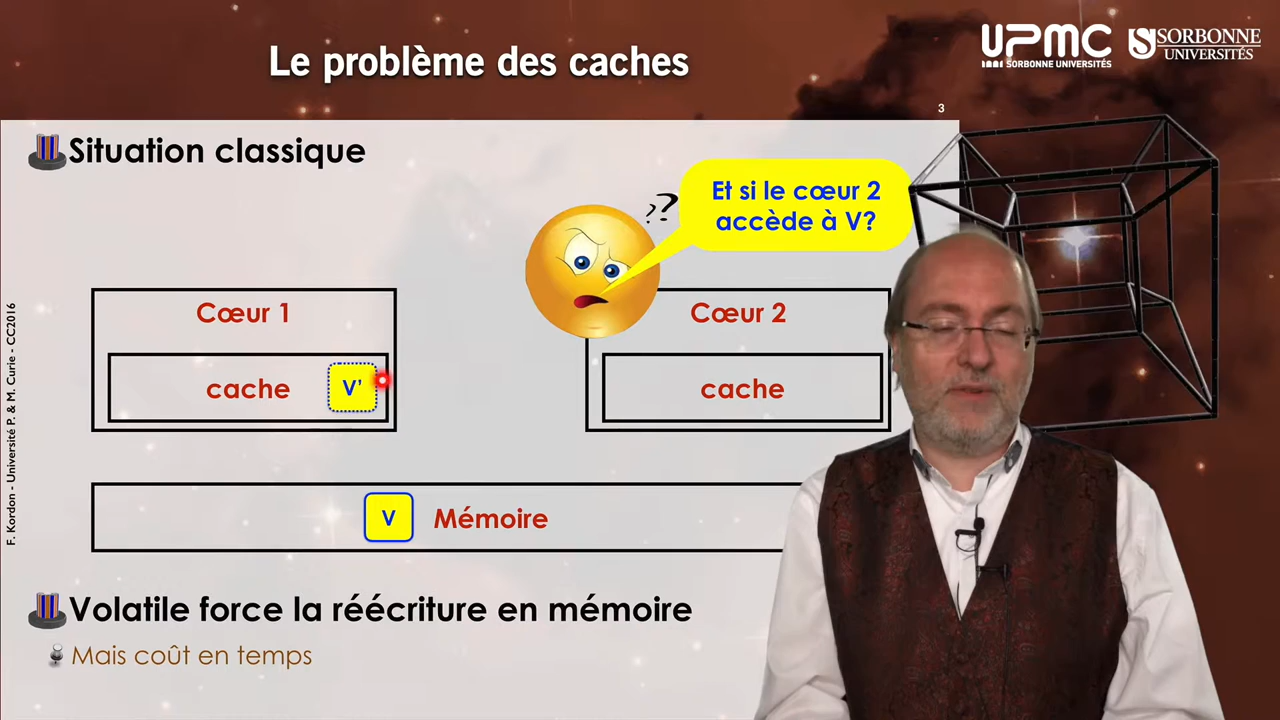 Le problème des caches
UPMC
SORBONNE UNIVERSITÉS
SORBONNE
UNIVERSITÉS
3
Situation classique
??
Et si le cœur 2
accède à V?
Cœur 1
Cœur 2
cache
V'
cache
V
Mémoire
Volatile force la réécriture en mémoire
Mais coût en temps
F. Kordon - Université P. & M. Curie - CC2016